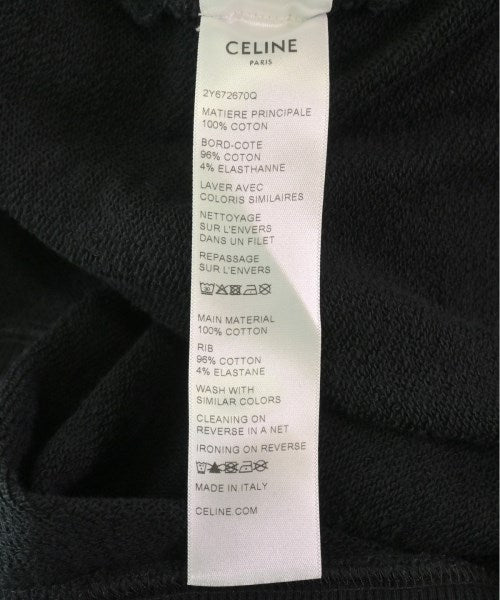 CELINE
PARIS
2Y672670Q
MATIERE PRINCIPALE
100% COTON
BORD-COTE
96% COTON
4% ELASTHANNE
LAVER AVEC
COLORIS SIMILAIRES
NETTOYAGE
SUR L'ENVERS
DANS UN FILET
REPASSAGE
SUR L'ENVERS
MAIN MATERIAL
100% COTTON
RIB
96% COTTON
4% ELASTANE
WASH WITH
SIMILAR COLORS
CLEANING ON
REVERSE IN A NET
IRONING ON REVERSE
MADE IN ITALY
CELINE.COM